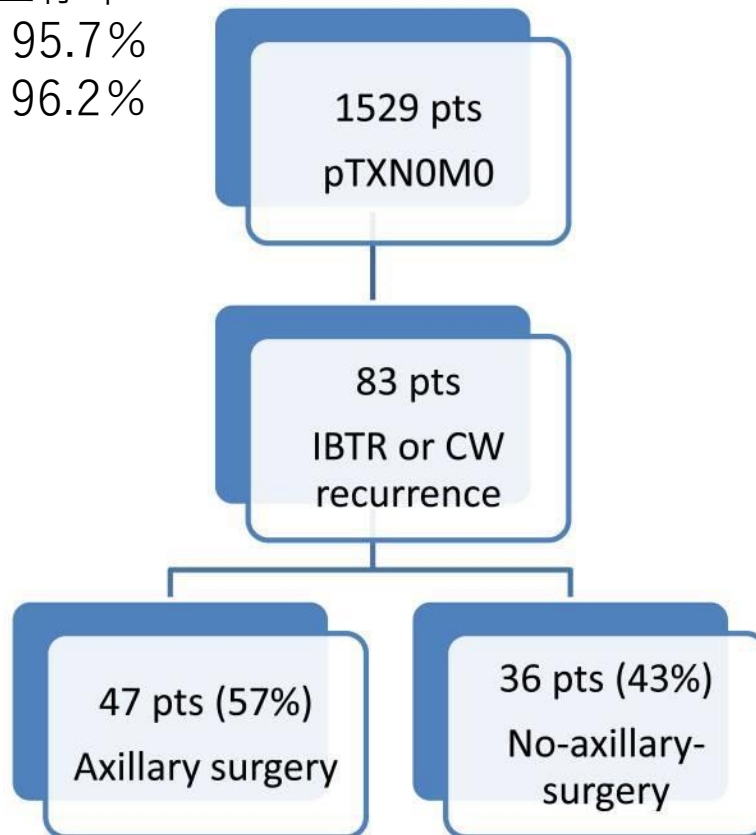 95.7%
96.2%
1529 pts
pTXN0M0
83 pts
IBTR or CW
recurrence
47 pts (57%)
Axillary surgery
36 pts (43%)
No-axillary-
surgery